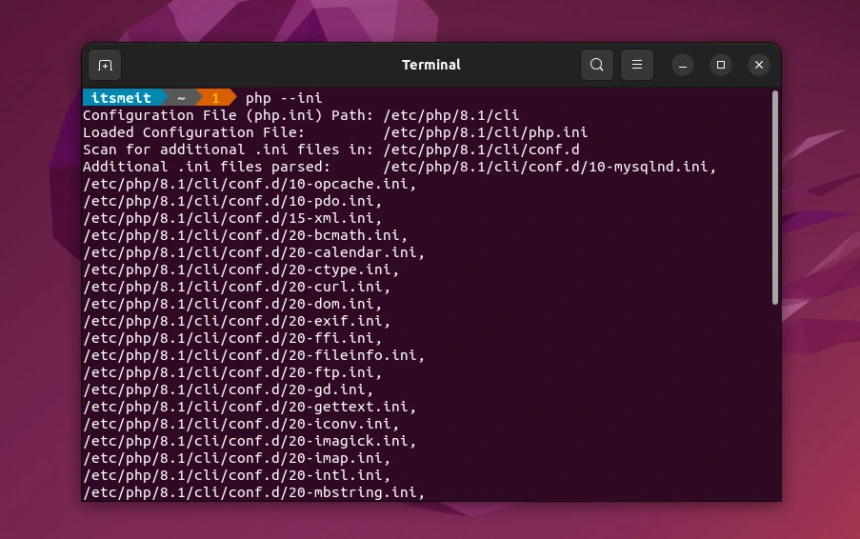 Terminal
itsmeit ~ 1 php --ini
Configuration File (php.ini) Path: /etc/php/8.1/cli
Loaded Configuration File:         /etc/php/8.1/cli/php.ini
Scan for additional .ini files in: /etc/php/8.1/cli/conf.d
Additional .ini files parsed:      /etc/php/8.1/cli/conf.d/10-mysqlnd.ini,
/etc/php/8.1/cli/conf.d/10-opcache.ini,
/etc/php/8.1/cli/conf.d/10-pdo.ini,
/etc/php/8.1/cli/conf.d/15-xml.ini,
/etc/php/8.1/cli/conf.d/20-bcmath.ini,
/etc/php/8.1/cli/conf.d/20-calendar.ini,
/etc/php/8.1/cli/conf.d/20-ctype.ini,
/etc/php/8.1/cli/conf.d/20-curl.ini,
/etc/php/8.1/cli/conf.d/20-dom.ini,
/etc/php/8.1/cli/conf.d/20-exif.ini,
/etc/php/8.1/cli/conf.d/20-ffi.ini,
/etc/php/8.1/cli/conf.d/20-fileinfo.ini,
/etc/php/8.1/cli/conf.d/20-ftp.ini,
/etc/php/8.1/cli/conf.d/20-gd.ini,
/etc/php/8.1/cli/conf.d/20-gettext.ini,
/etc/php/8.1/cli/conf.d/20-iconv.ini,
/etc/php/8.1/cli/conf.d/20-imagick.ini,
/etc/php/8.1/cli/conf.d/20-imap.ini,
/etc/php/8.1/cli/conf.d/20-intl.ini,
/etc/php/8.1/cli/conf.d/20-mbstring.ini,